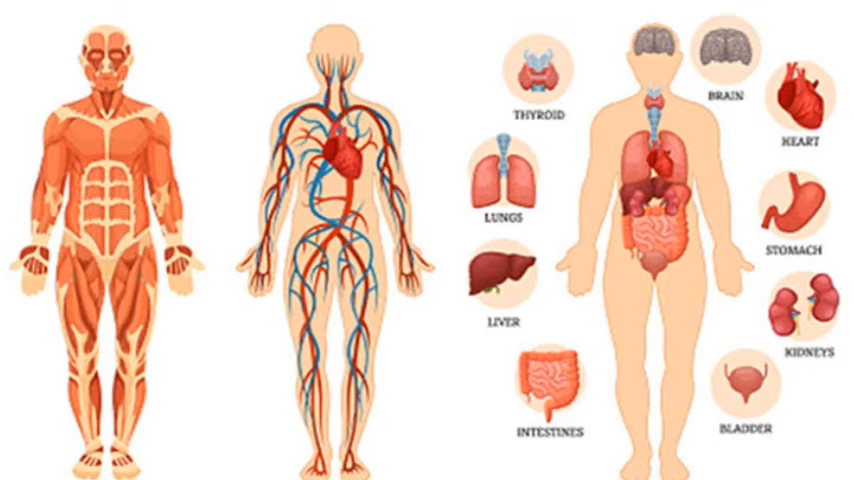 BRAIN
THYROID
HEART
LUNGS
STOMACH
LIVER
KIDNEYS
BLADDER
INTESTINES